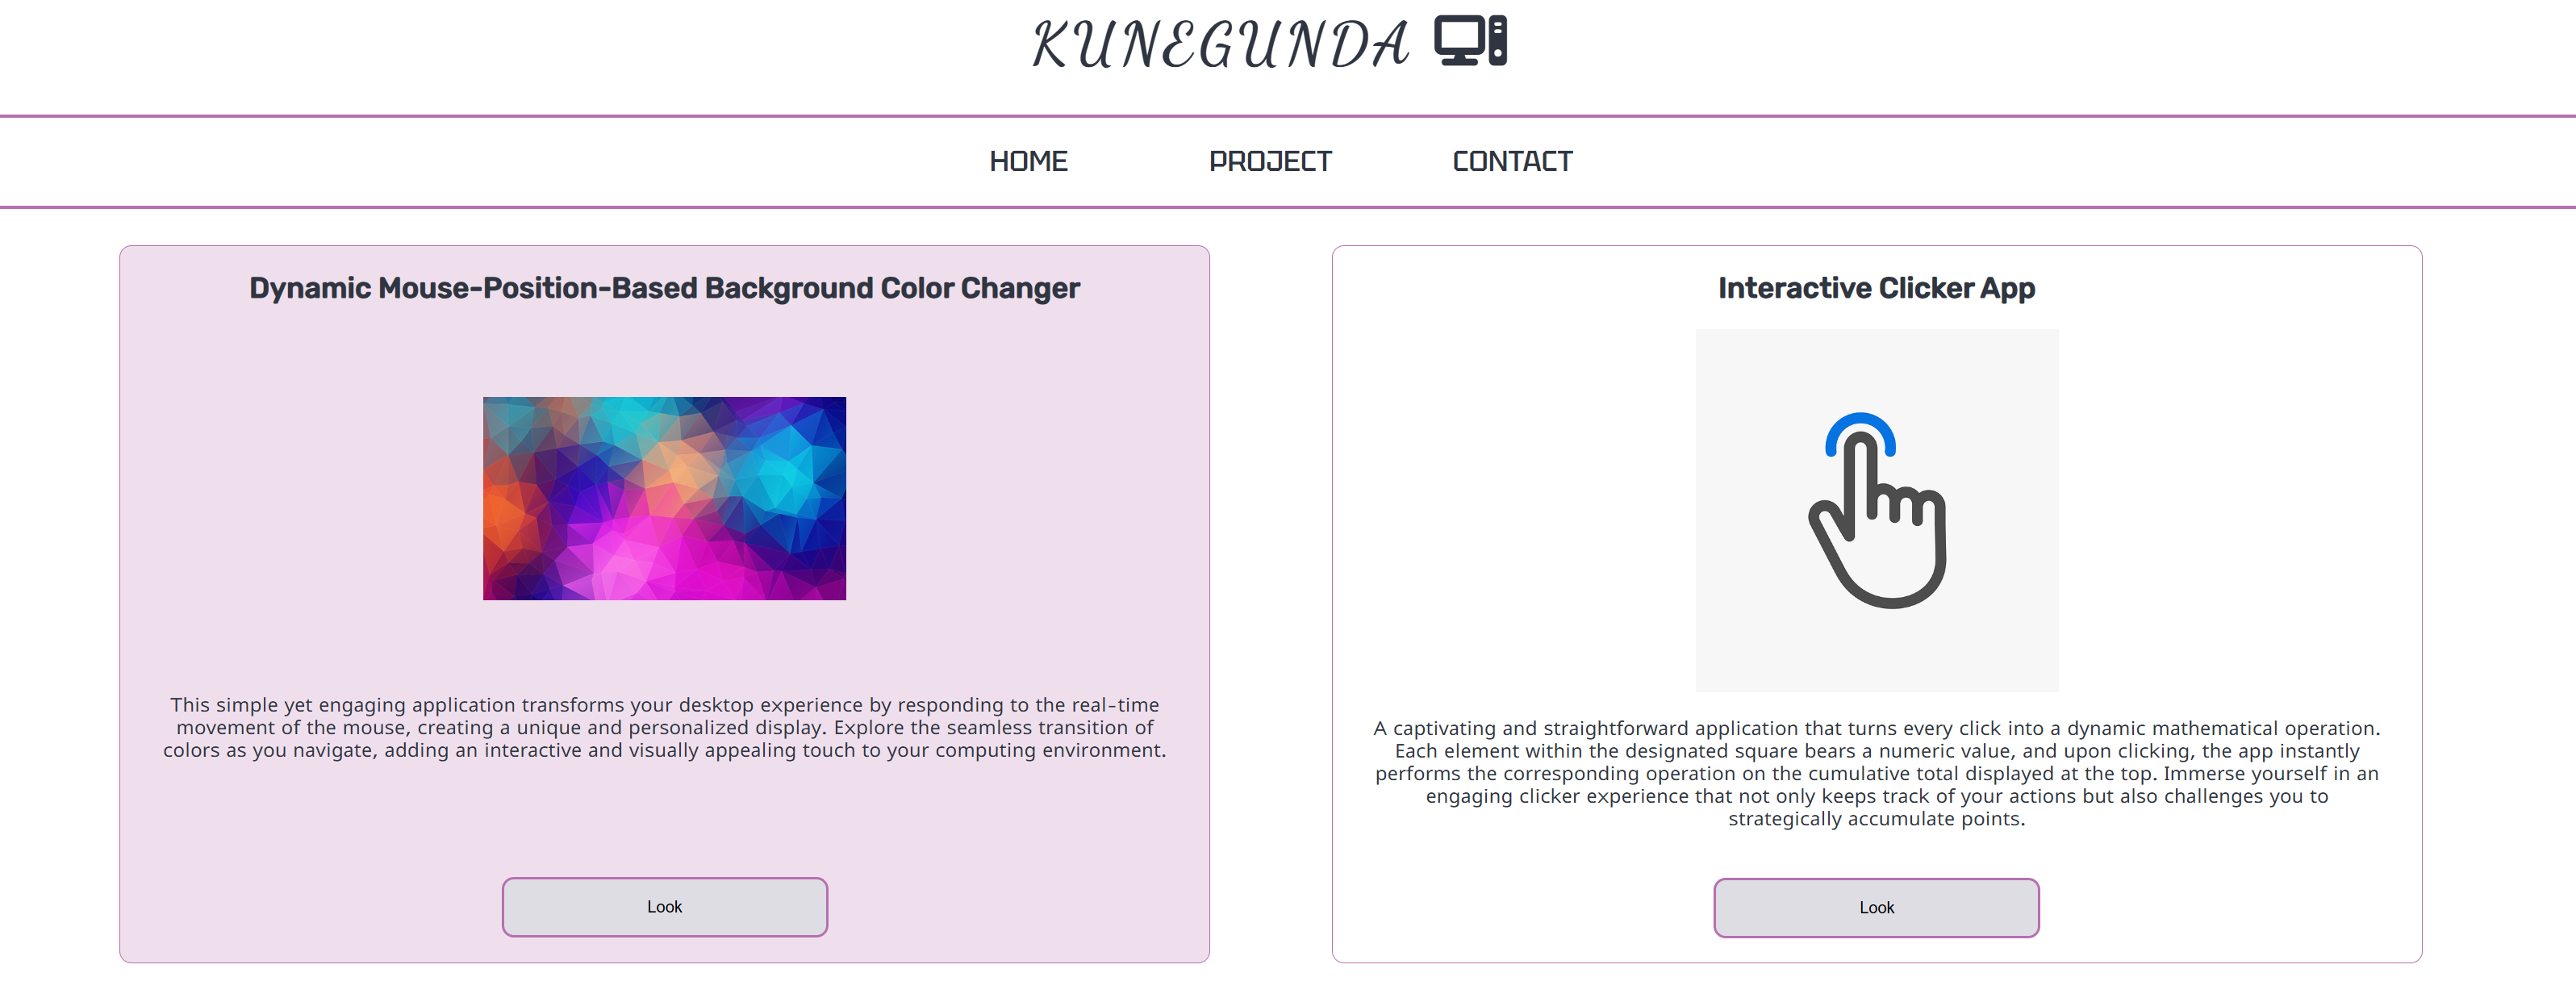 KUNEGUNDA
HOME PROJECT CONTACT
Dynamic Mouse-Position-Based Background Color Changer
This simple yet engaging application transforms your desktop experience by responding to the real-time
movement of the mouse, creating a unique and personalized display. Explore the seamless transition of
colors as you navigate, adding an interactive and visually appealing touch to your computing environment.
Look
Interactive Clicker App
A captivating and straightforward application that turns every click into a dynamic mathematical operation.
Each element within the designated square bears a numeric value, and upon clicking, the app instantly
performs the corresponding operation on the cumulative total displayed at the top. Immerse yourself in an
engaging clicker experience that not only keeps track of your actions but also challenges you to
strategically accumulate points.
Look